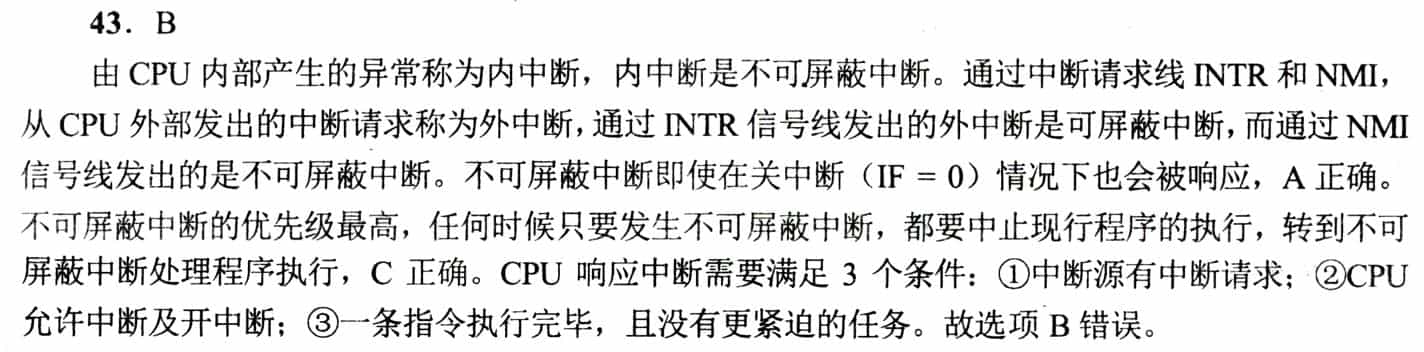 43. B
由 CPU 内部产生的异常称为内中断，内中断是不可屏蔽中断。通过中断请求线 INTR 和 NMI，
从 CPU 外部发出的中断请求称为外中断，通过 INTR 信号线发出的外中断是可屏蔽中断，而通过 NMI
信号线发出的是不可屏蔽中断。不可屏蔽中断即使在关中断（IF = 0）情况下也会被响应，A 正确。
不可屏蔽中断的优先级最高，任何时候只要发生不可屏蔽中断，都要中止现行程序的执行，转到不可
屏蔽中断处理程序执行，C 正确。CPU 响应中断需要满足 3 个条件：①中断源有中断请求；②CPU
允许中断及开中断；③一条指令执行完毕，且没有更紧迫的任务。故选项 B 错误。